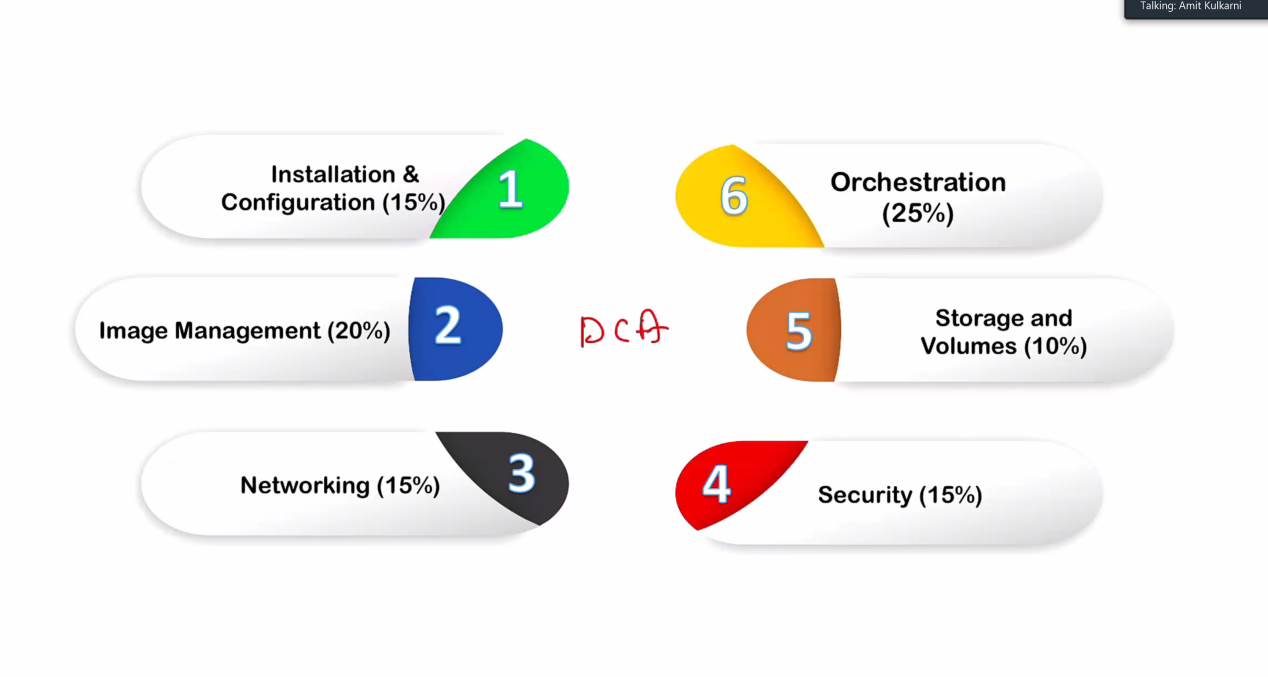 Talking: Amit Kulkarni
Installation &
Configuration (15%)
1
Image Management (20%)
2
Networking (15%)
3
DCA
6
Orchestration
(25%)
5
Storage and
Volumes (10%)
4
Security (15%)